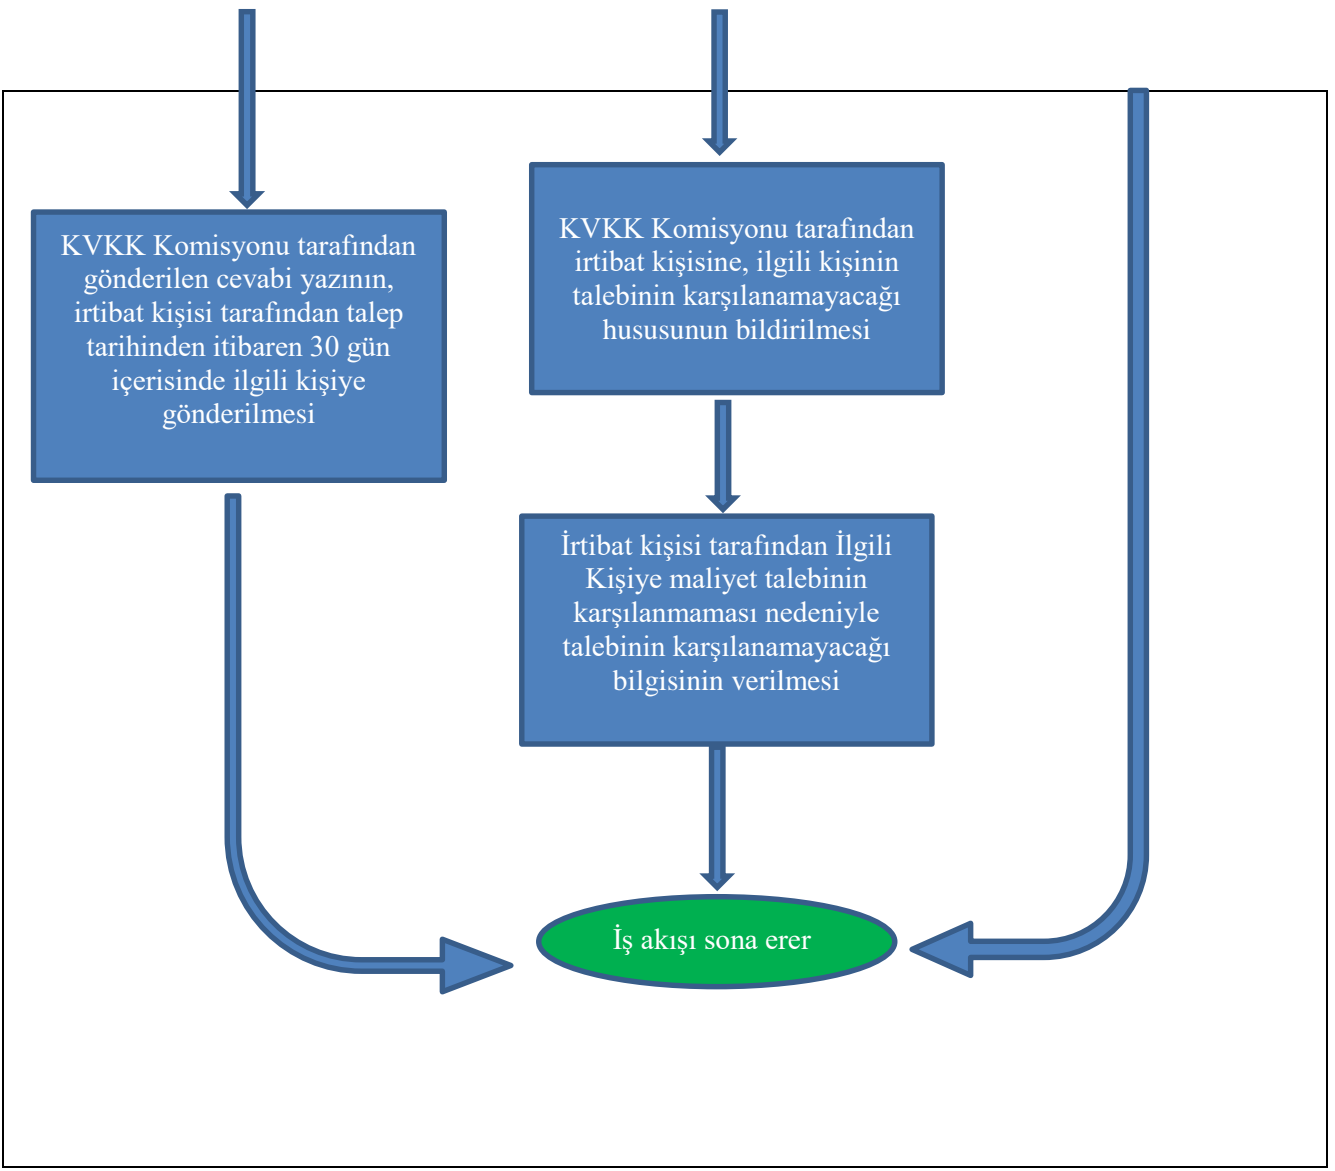 KVKK Komisyonu tarafından
gönderilen cevabi yazının,
irtibat kişisi tarafından talep
tarihinden itibaren 30 gün
içerisinde ilgili kişiye
gönderilmesi
KVKK Komisyonu tarafından
irtibat kişisine, ilgili kişinin
talebinin karşılanamayacağı
hususunun bildirilmesi
İrtibat kişisi tarafından İlgili
Kişiye maliyet talebinin
karşılanmaması nedeniyle
talebinin karşılanamayacağı
bilgisinin verilmesi
İş akışı sona erer